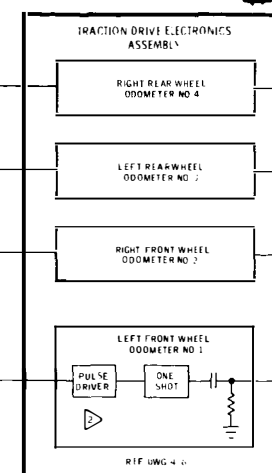 TRACTION DRIVE ELECTRONICS
ASSEMBLY
RIGHT REAR WHEEL
ODOMETER NO 4
LEFT REAR WHEEL
ODOMETER NO
RIGHT FRONT WHEEL
ODOMETER NO 2
LEFT FRONT WHEEL
ODOMETER NO 1
PULSE
DRIVER
ONE
SHOT
2
REF DWG